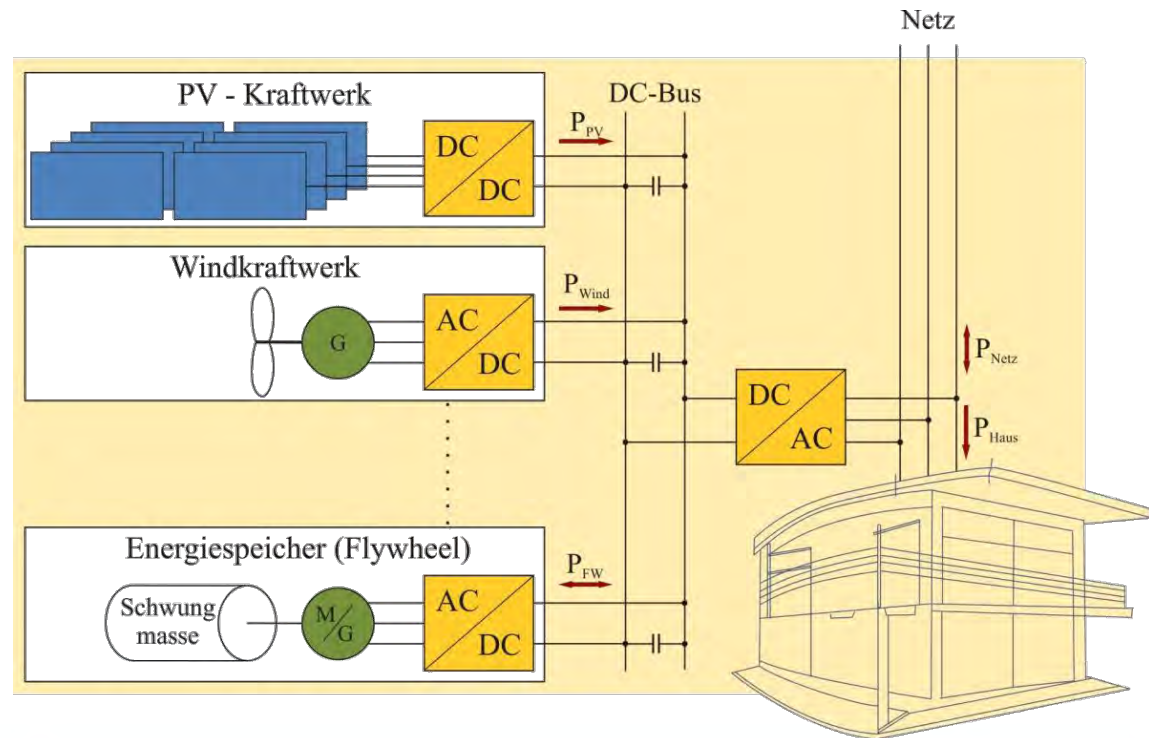 Netz
PV - Kraftwerk
DC-Bus
DC
DC
P_PV
Windkraftwerk
G
AC
DC
P_Wind
DC
AC
P_Netz
P_Haus
Energiespeicher (Flywheel)
Schwung
masse
M/G
AC
DC
P_FW